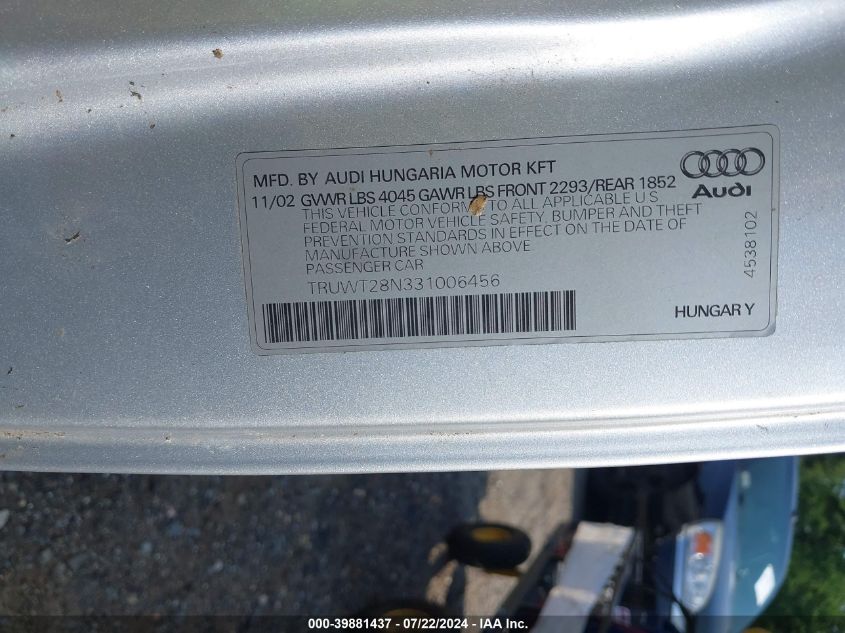 MFD. BY AUDI HUNGARIA MOTOR KFT
11/02 GVWR LBS 4045 GAWR LBS FRONT 2293/REAR 1852
THIS VEHICLE CONFORMS TO ALL APPLICABLE U S
FEDERAL MOTOR VEHICLE SAFETY, BUMPER AND THEFT
PREVENTION STANDARDS IN EFFECT ON THE DATE OF
MANUFACTURE SHOWN ABOVE
PASSENGER CAR
TRUWT28N331006456
Audi
4538102
HUNGARY
000-39881437 - 07/22/2024 - IAA Inc.